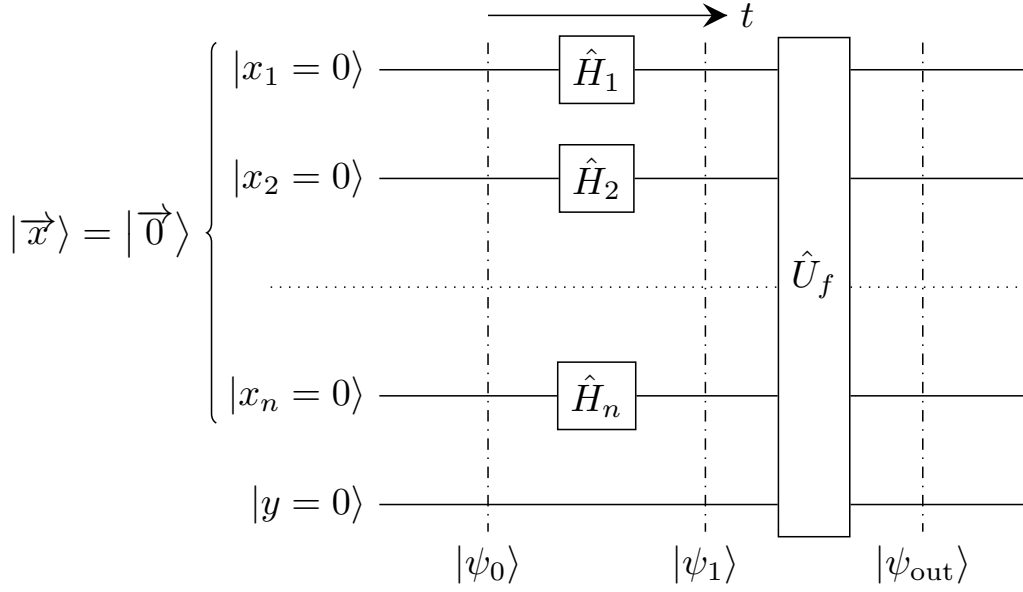 t
|x₁ = 0⟩
Ĥ₁
|x₂ = 0⟩
Ĥ₂
|x⃗⟩ = |0⃗⟩
Û_f
|xₙ = 0⟩
Ĥₙ
|y = 0⟩
|ψ₀⟩
|ψ₁⟩
|ψ_out⟩